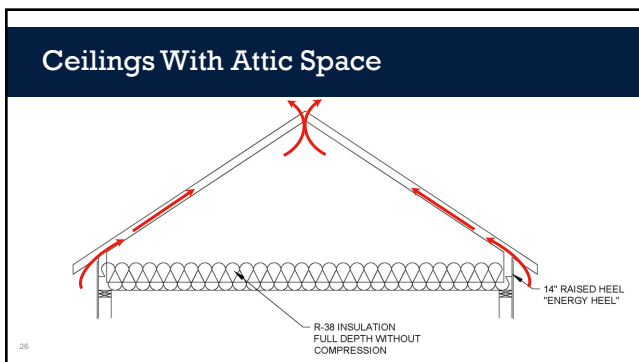 Ceilings With Attic Space
14" RAISED HEEL
"ENERGY HEEL"
R-38 INSULATION
FULL DEPTH WITHOUT
COMPRESSION
26